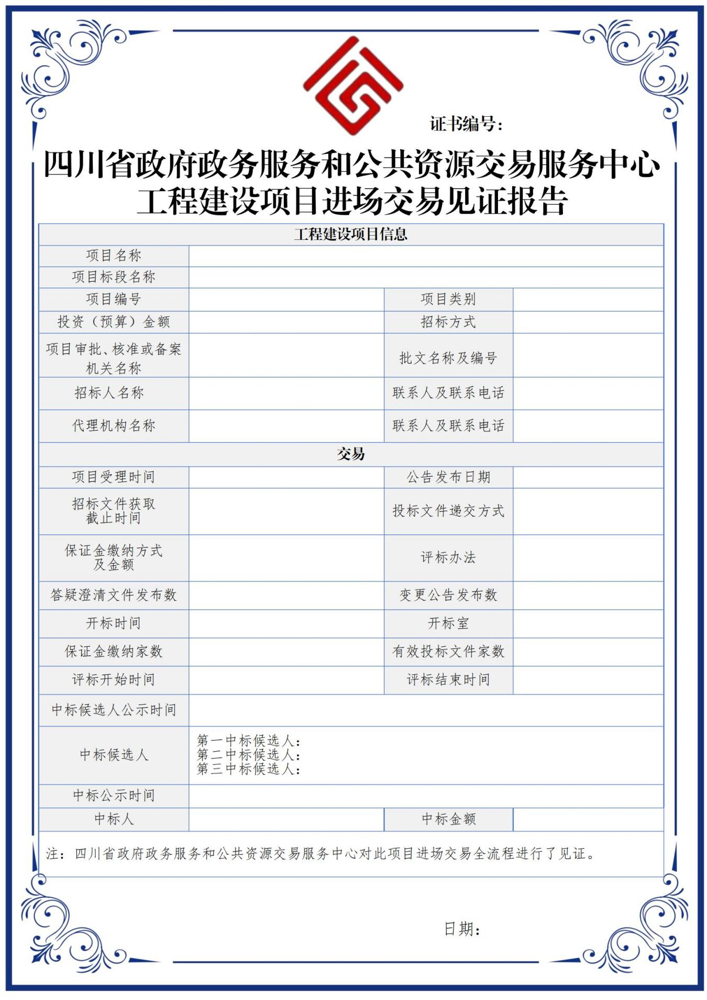 证书编号：
四川省政府政务服务和公共资源交易服务中心
工程建设项目进场交易见证报告
工程建设项目信息
项目名称
项目标段名称
项目编号 项目类别
投资（预算）金额 招标方式
项目审批、核准或备案
机关名称
批文名称及编号
招标人名称 联系人及联系电话
代理机构名称 联系人及联系电话
交易
项目受理时间 公告发布日期
招标文件获取
截止时间
投标文件递交方式
保证金缴纳方式
及金额
评标办法
答疑澄清文件发布数 变更公告发布数
开标时间 开标室
保证金缴纳家数 有效投标文件家数
评标开始时间 评标结束时间
中标候选人公示时间
中标候选人
第一中标候选人：
第二中标候选人：
第三中标候选人：
中标公示时间
中标人 中标金额
注：四川省政府政务服务和公共资源交易服务中心对此项目进场交易全流程进行了见证。
日期：